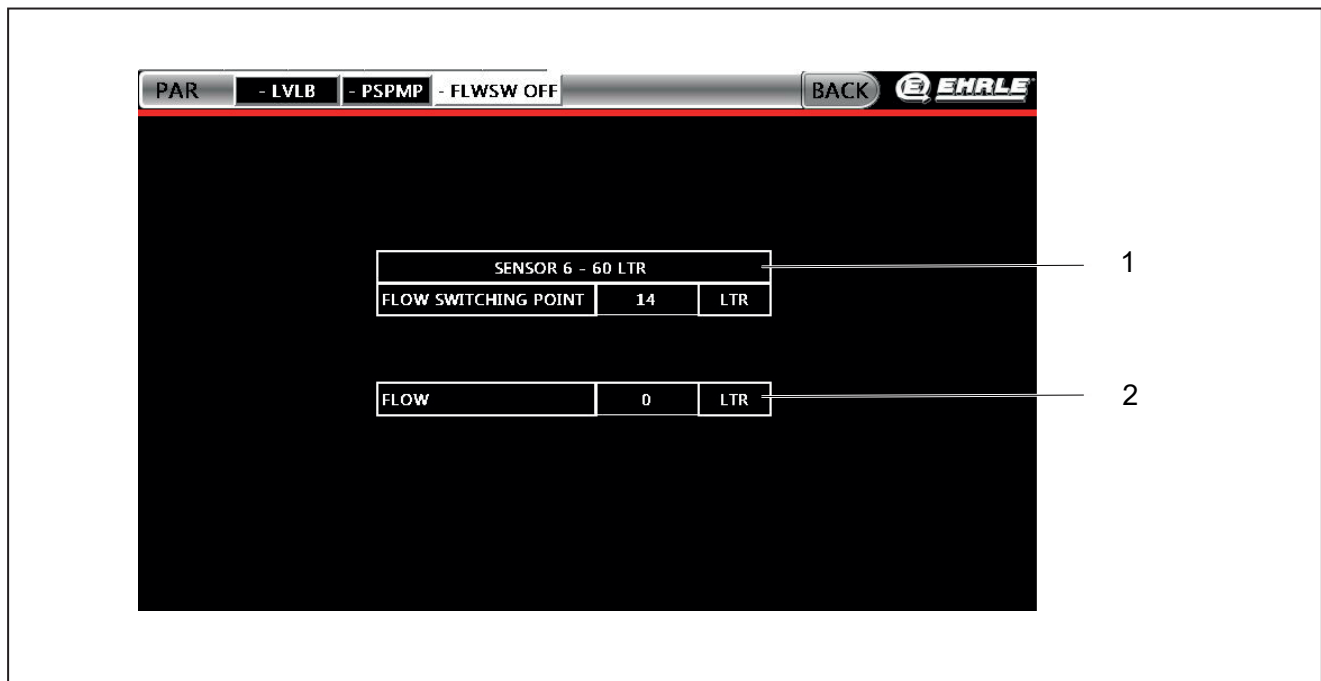 PAR - LVLB - PSPMP - FLWSW OFF BACK E EHRLE
SENSOR 6 - 60 LTR 1
FLOW SWITCHING POINT 14 LTR
FLOW 0 LTR 2